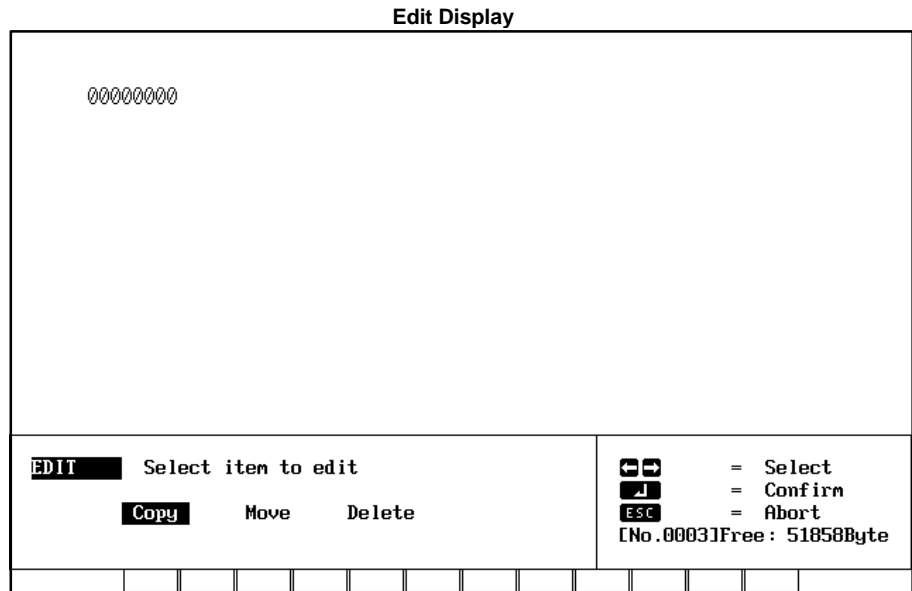 Edit Display
00000000
EDIT Select item to edit
Copy Move Delete
←→ = Select
↵ = Confirm
ESC = Abort
[No.0003]Free: 51858Byte